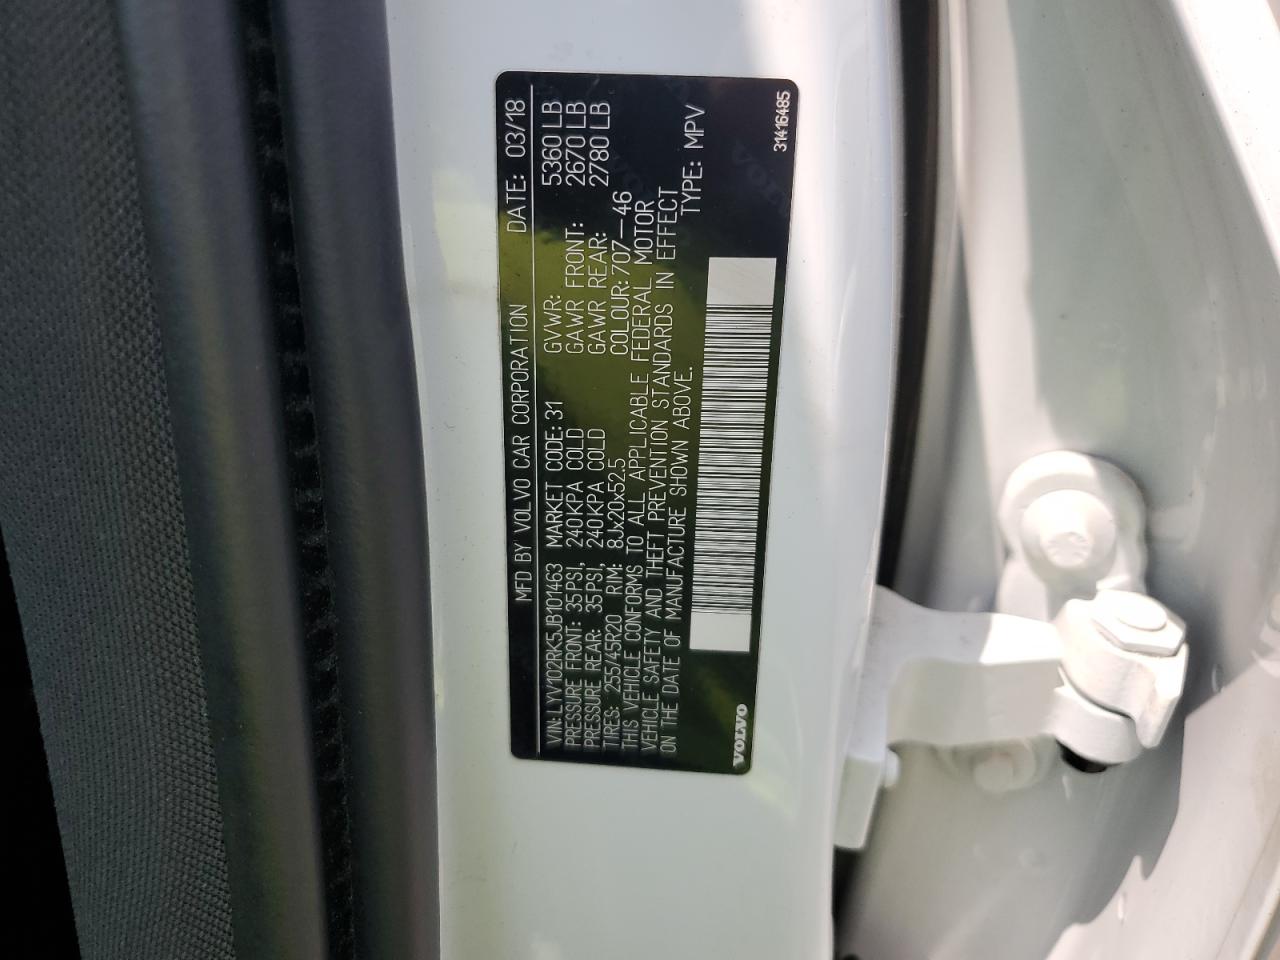 MFD BY VOLVO CAR CORPORATION DATE: 03/18
VIN: LYV102RK5JB101463 MARKET CODE: 31 GVWR: 5360 LB
PRESSURE FRONT: 35PSI, 240KPA COLD GAWR FRONT: 2670 LB
PRESSURE REAR: 35PSI, 240KPA COLD GAWR REAR: 2780 LB
TIRES: 255/45R20 RIM: 8Jx20x52.5 COLOUR: 707-46
THIS VEHICLE CONFORMS TO ALL APPLICABLE FEDERAL MOTOR
VEHICLE SAFETY AND THEFT PREVENTION STANDARDS IN EFFECT
ON THE DATE OF MANUFACTURE SHOWN ABOVE. TYPE: MPV
VOLVO 31416485